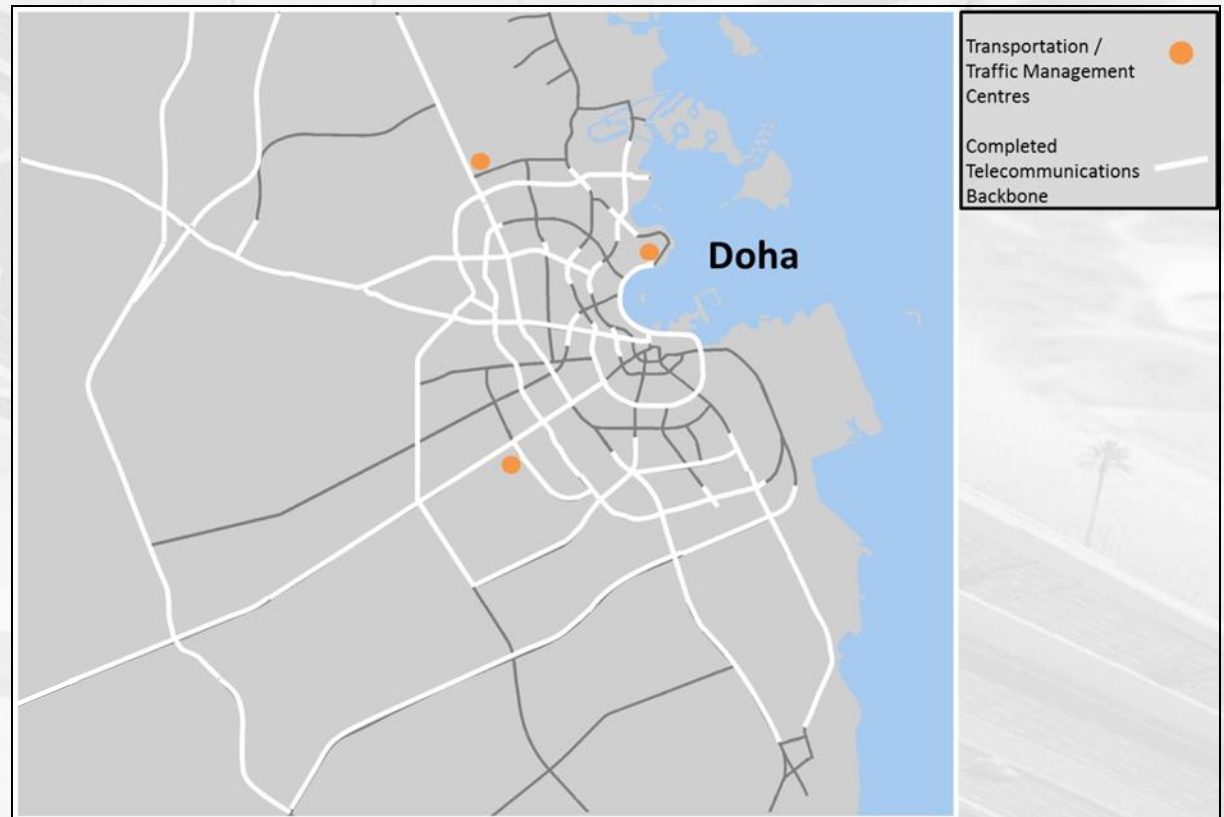 Transportation /
Traffic Management
Centres
Completed
Telecommunications
Backbone
Doha